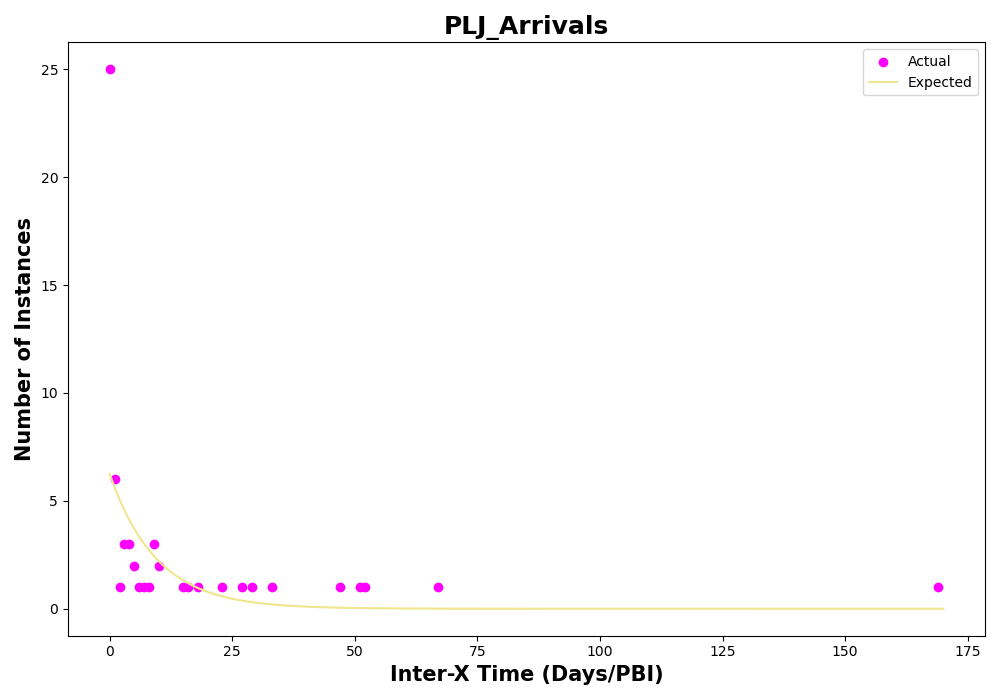 PLJ_Arrivals
Actual
Expected
25
20
15
10
5
0
Number of Instances
0 25 50 75 100 125 150 175
Inter-X Time (Days/PBI)